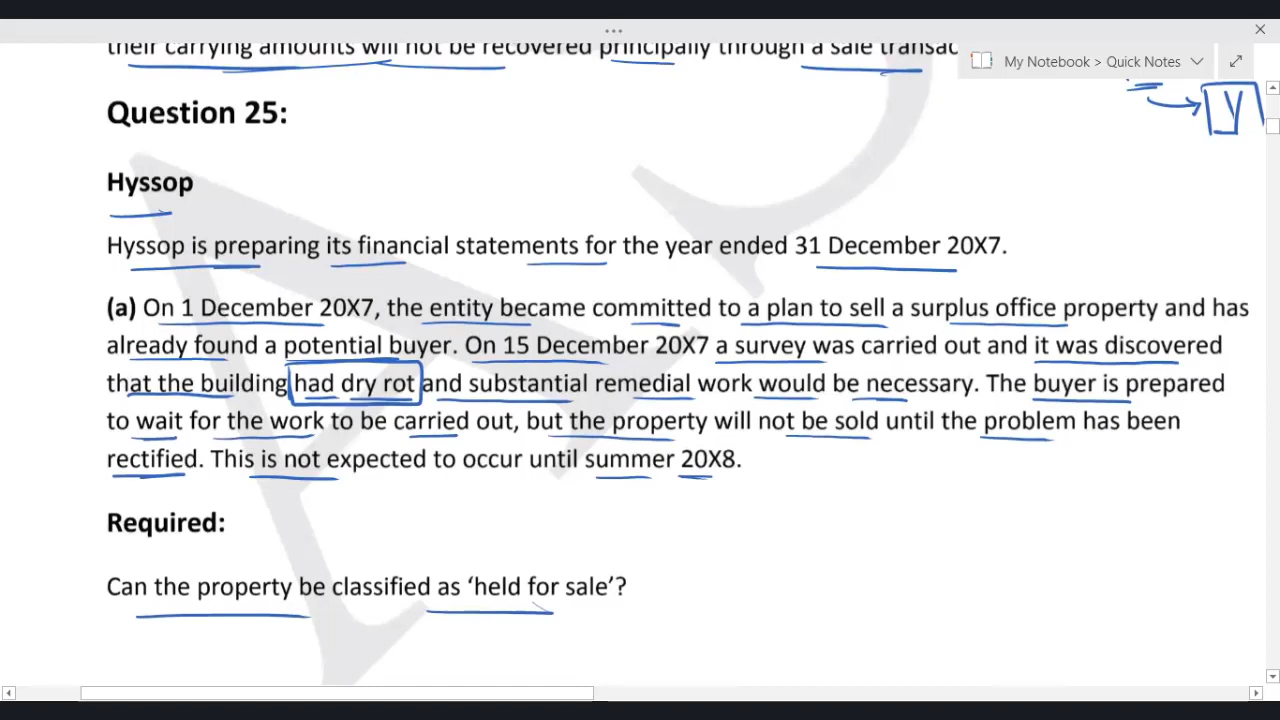 their carrying amounts will not be recovered principally through a sale transac
My Notebook > Quick Notes
Question 25:
Y
Hyssop
Hyssop is preparing its financial statements for the year ended 31 December 20X7.
(a) On 1 December 20X7, the entity became committed to a plan to sell a surplus office property and has
already found a potential buyer. On 15 December 20X7 a survey was carried out and it was discovered
that the building had dry rot and substantial remedial work would be necessary. The buyer is prepared
to wait for the work to be carried out, but the property will not be sold until the problem has been
rectified. This is not expected to occur until summer 20X8.
Required:
Can the property be classified as ‘held for sale’?